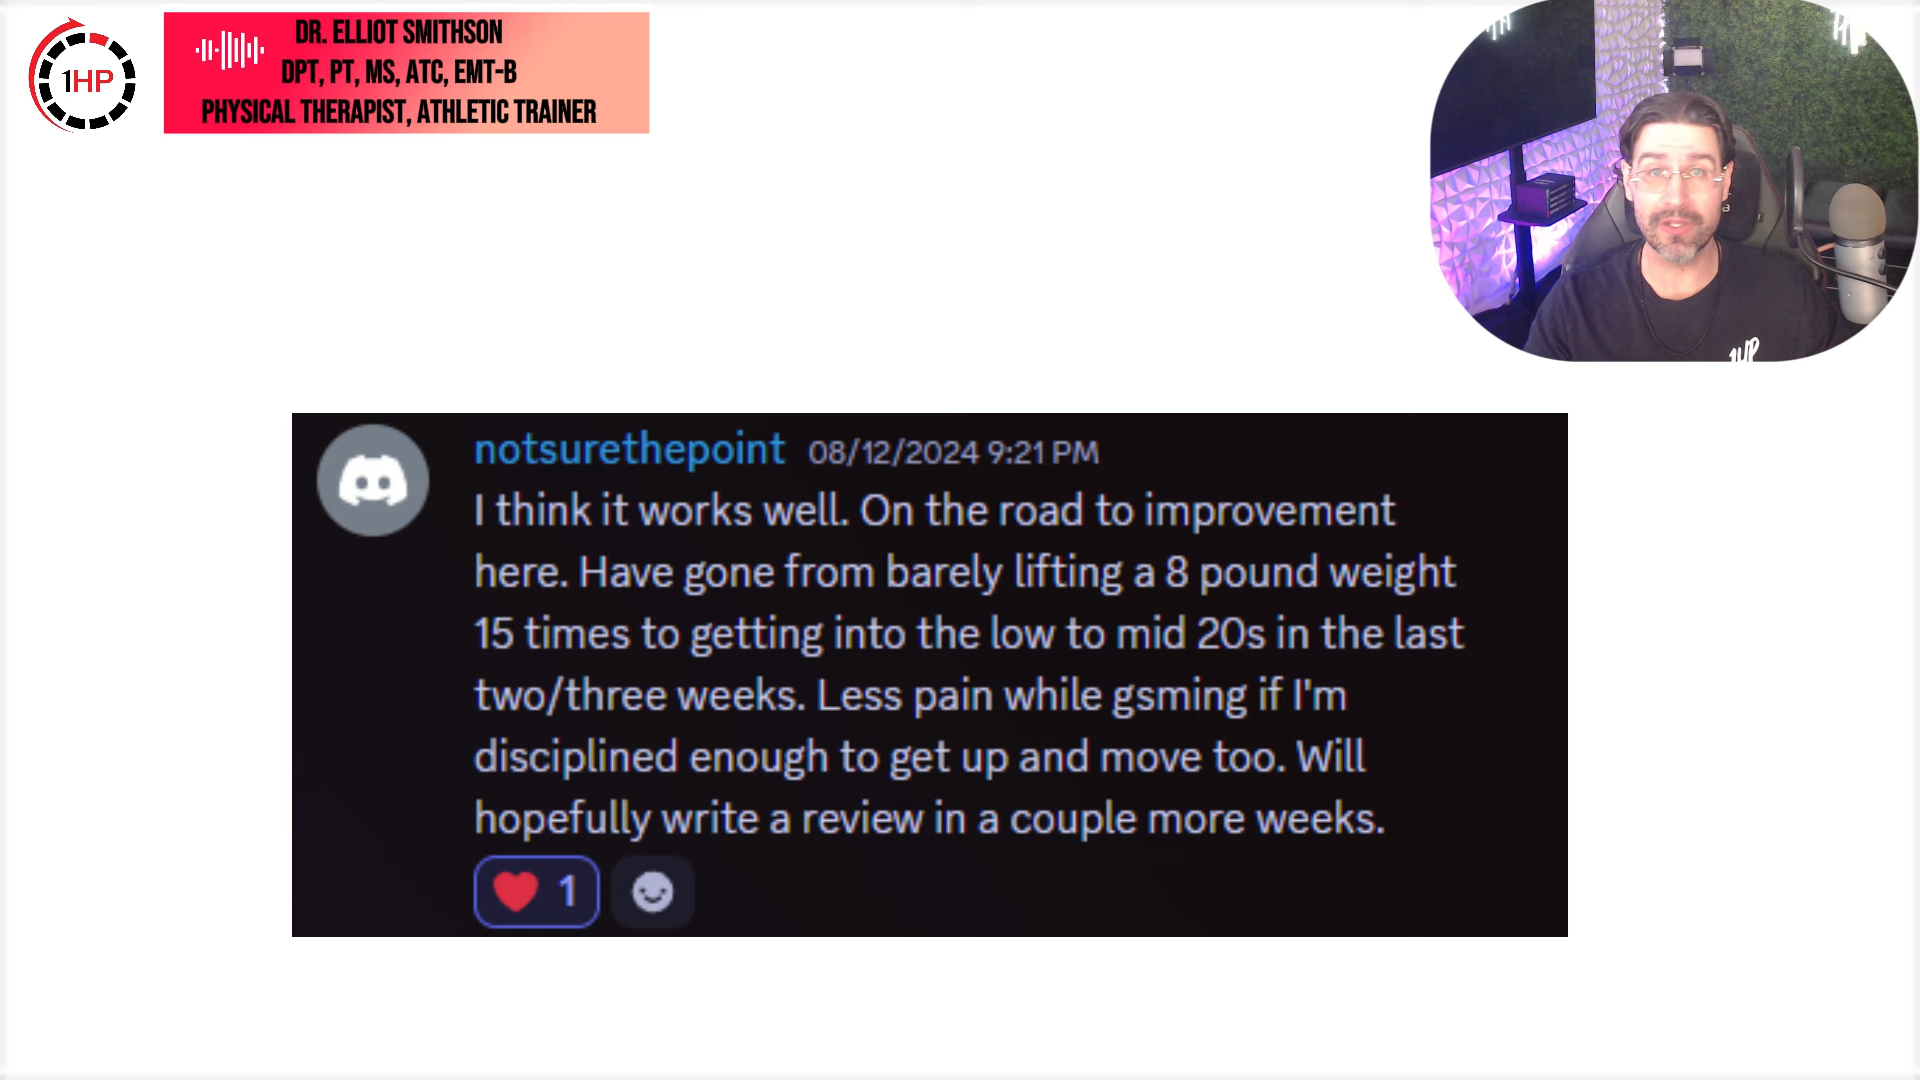 1HP
DR. ELLIOT SMITHSON
DPT, PT, MS, ATC, EMT-B
PHYSICAL THERAPIST, ATHLETIC TRAINER
1HP
notsurethepoint 08/12/2024 9:21 PM
I think it works well. On the road to improvement
here. Have gone from barely lifting a 8 pound weight
15 times to getting into the low to mid 20s in the last
two/three weeks. Less pain while gsming if I'm
disciplined enough to get up and move too. Will
hopefully write a review in a couple more weeks.
1